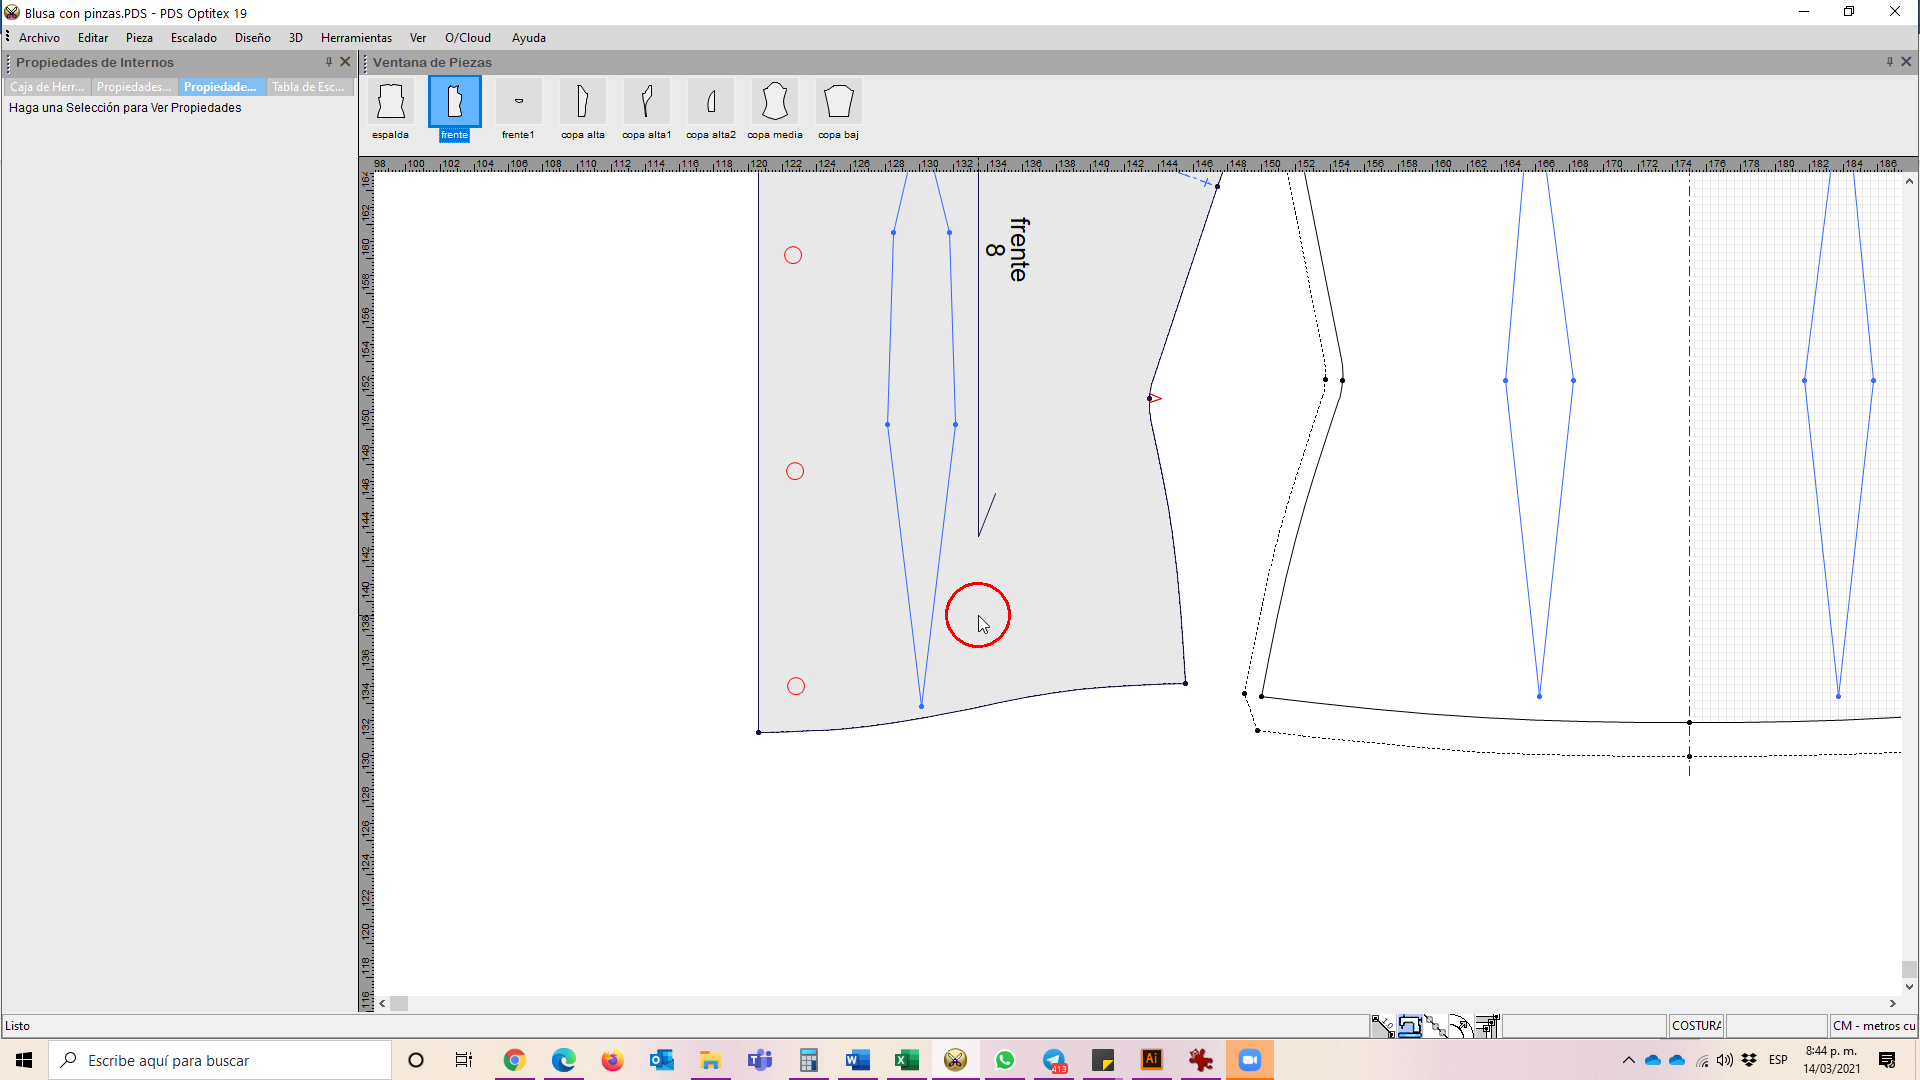 Blusa con pinzas.PDS - PDS Optitex 19
Archivo Editar Pieza Escalado Diseño 3D Herramientas Ver O/Cloud Ayuda
Propiedades de Internos
Ventana de Piezas
Caja de Herr... Propiedades... Propiedade... Tabla de Esc...
Haga una Selección para Ver Propiedades
espalda frente frente1 copa alta copa alta1 copa alta2 copa media copa baj
98 100 102 104 106 108 110 112 114 116 118 120 122 124 126 128 130 132 134 136 138 140 142 144 146 148 150 152 154 156 158 160 162 164 166 168 170 172 174 176 178 180 182 184 186
162
160
158
156
154
152
150
148
146
144
142
140
138
136
134
132
130
128
126
124
122
120
118
116
frente
8
Listo
COSTURA
CM - metros cu
Escribe aquí para buscar
413
Ai
ESP
8:44 p. m.
14/03/2021